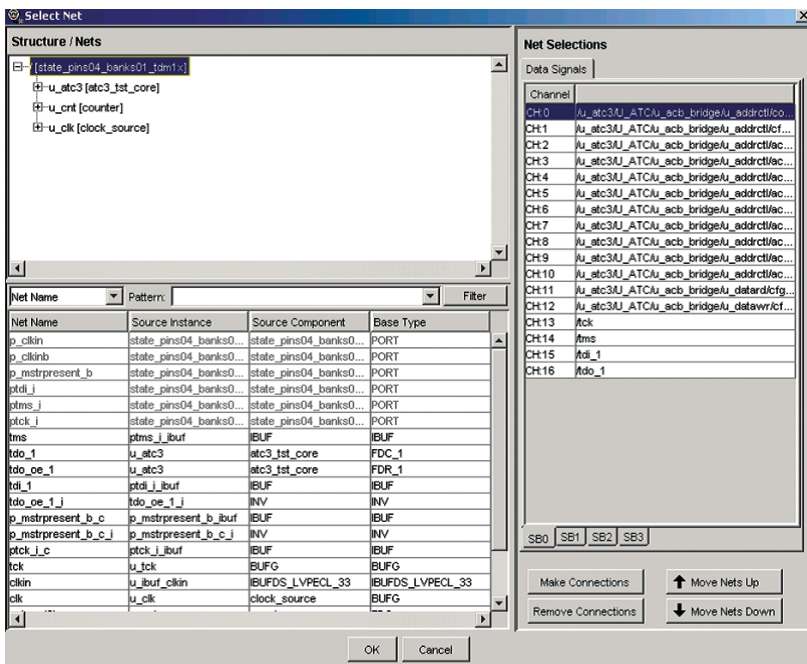 Select Net
Structure / Nets
/ [state_pins04_banks01_tdm1x]
u_atc3 [atc3_tst_core]
u_cnt [counter]
u_clk [clock_source]
Net Name Pattern: Filter
Net Name Source Instance Source Component Base Type
p_clkin state_pins04_banks0... state_pins04_banks0... PORT
p_clkinb state_pins04_banks0... state_pins04_banks0... PORT
p_mstrpresent_b state_pins04_banks0... state_pins04_banks0... PORT
ptdi_i state_pins04_banks0... state_pins04_banks0... PORT
ptms_i state_pins04_banks0... state_pins04_banks0... PORT
ptck_i state_pins04_banks0... state_pins04_banks0... PORT
tms ptms_i_ibuf IBUF IBUF
tdo_1 u_atc3 atc3_tst_core FDC_1
tdo_oe_1 u_atc3 atc3_tst_core FDR_1
tdi_1 ptdi_i_ibuf IBUF IBUF
tdo_oe_1_i tdo_oe_1_i INV INV
p_mstrpresent_b_c p_mstrpresent_b_ibuf IBUF IBUF
p_mstrpresent_b_c_i p_mstrpresent_b_c_i INV INV
ptck_i_c ptck_i_ibuf IBUF IBUF
tck u_tck BUFG BUFG
clkin u_ibuf_clkin IBUFDS_LVPECL_33 IBUFDS_LVPECL_33
clk u_clk clock_source BUFG
Net Selections
Data Signals
Channel
CH:0 /u_atc3/U_ATC/u_acb_bridge/u_addrctl/co...
CH:1 /u_atc3/U_ATC/u_acb_bridge/u_addrctl/cf...
CH:2 /u_atc3/U_ATC/u_acb_bridge/u_addrctl/ac...
CH:3 /u_atc3/U_ATC/u_acb_bridge/u_addrctl/ac...
CH:4 /u_atc3/U_ATC/u_acb_bridge/u_addrctl/ac...
CH:5 /u_atc3/U_ATC/u_acb_bridge/u_addrctl/ac...
CH:6 /u_atc3/U_ATC/u_acb_bridge/u_addrctl/ac...
CH:7 /u_atc3/U_ATC/u_acb_bridge/u_addrctl/ac...
CH:8 /u_atc3/U_ATC/u_acb_bridge/u_addrctl/ac...
CH:9 /u_atc3/U_ATC/u_acb_bridge/u_addrctl/ac...
CH:10 /u_atc3/U_ATC/u_acb_bridge/u_addrctl/ac...
CH:11 /u_atc3/U_ATC/u_acb_bridge/u_datard/cfg...
CH:12 /u_atc3/U_ATC/u_acb_bridge/u_datawr/cf...
CH:13 /tck
CH:14 /tms
CH:15 /tdi_1
CH:16 /tdo_1
SB0 SB1 SB2 SB3
Make Connections Move Nets Up
Remove Connections Move Nets Down
OK Cancel